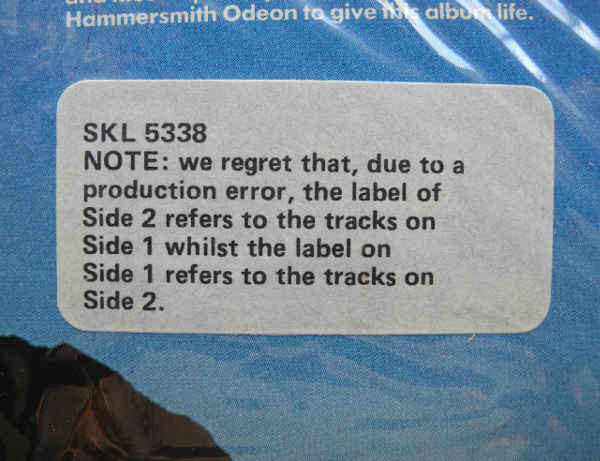 Hammersmith Odeon to give this album life.
SKL 5338
NOTE: we regret that, due to a
production error, the label of
Side 2 refers to the tracks on
Side 1 whilst the label on
Side 1 refers to the tracks on
Side 2.